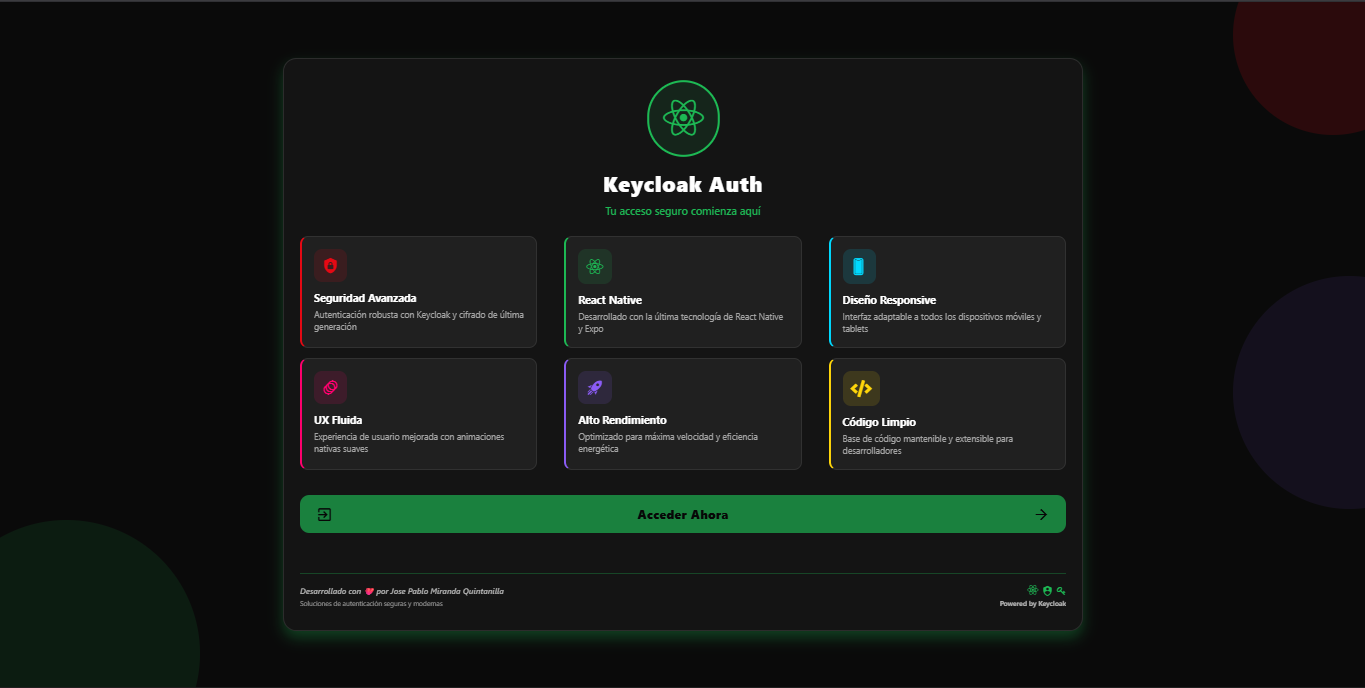 Keycloak Auth
Tu acceso seguro comienza aquí
Seguridad Avanzada
Autenticación robusta con Keycloak y cifrado de última
generación
React Native
Desarrollado con la última tecnología de React Native
y Expo
Diseño Responsive
Interfaz adaptable a todos los dispositivos móviles y
tablets
UX Fluida
Experiencia de usuario mejorada con animaciones
nativas suaves
Alto Rendimiento
Optimizado para máxima velocidad y eficiencia
energética
Código Limpio
Base de código mantenible y extensible para
desarrolladores
Acceder Ahora
Desarrollado con 💘 por Jose Pablo Miranda Quintanilla
Soluciones de autenticación seguras y modernas
Powered by Keycloak